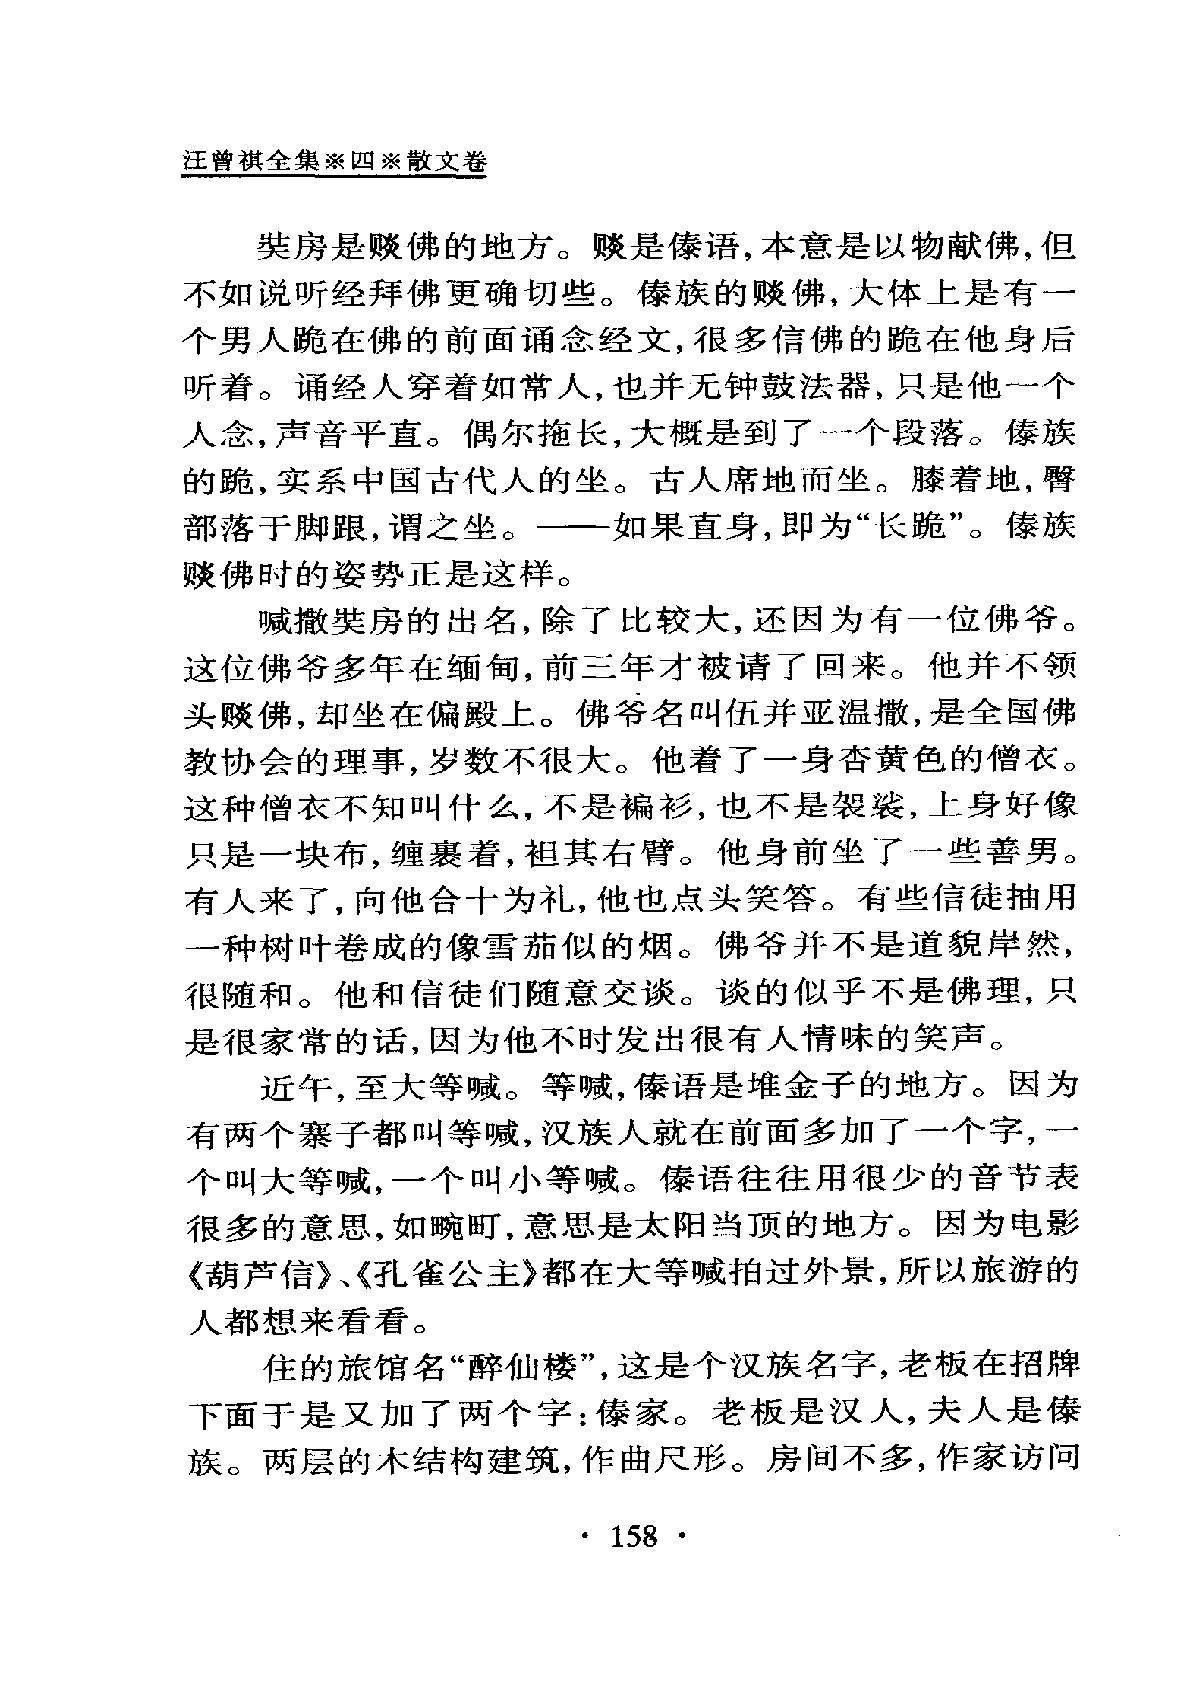 汪曾祺全集※四※散文卷
奘房是赕佛的地方。赕是傣语,本意是以物献佛,但
不如说听经拜佛更确切些。傣族的赕佛,大体上是有一
个男人跪在佛的前面诵念经文,很多信佛的跪在他身后
听着。诵经人穿着如常人,也并无钟鼓法器,只是他一个
人念,声音平直。偶尔拖长,大概是到了一个段落。傣族
的跪,实系中国古代人的坐。古人席地而坐。膝着地,臀
部落于脚跟,谓之坐。——如果直身,即为“长跪”。傣族
赕佛时的姿势正是这样。
喊撒奘房的出名,除了比较大,还因为有一位佛爷。
这位佛爷多年在缅甸,前三年才被请了回来。他并不领
头赕佛,却坐在偏殿上。佛爷名叫伍并亚温撒,是全国佛
教协会的理事,岁数不很大。他着了一身杏黄色的僧衣。
这种僧衣不知叫什么,不是褊衫,也不是袈裟,上身好像
只是一块布,缠裹着,袒其右臂。他身前坐了一些善男。
有人来了,向他合十为礼,他也点头笑答。有些信徒抽用
一种树叶卷成的像雪茄似的烟。佛爷并不是道貌岸然,
很随和。他和信徒们随意交谈。谈的似乎不是佛理,只
是很家常的话,因为他不时发出很有人情味的笑声。
近午,至大等喊。等喊,傣语是堆金子的地方。因为
有两个寨子都叫等喊,汉族人就在前面多加了一个字,一
个叫大等喊,一个叫小等喊。傣语往往用很少的音节表
很多的意思,如畹町,意思是太阳当顶的地方。因为电影
《葫芦信》、《孔雀公主》都在大等喊拍过外景,所以旅游的
人都想来看看。
住的旅馆名“醉仙楼”,这是个汉族名字,老板在招牌
下面于是又加了两个字:傣家。老板是汉人,夫人是傣
族。两层的木结构建筑,作曲尺形。房间不多,作家访问
· 158 ·